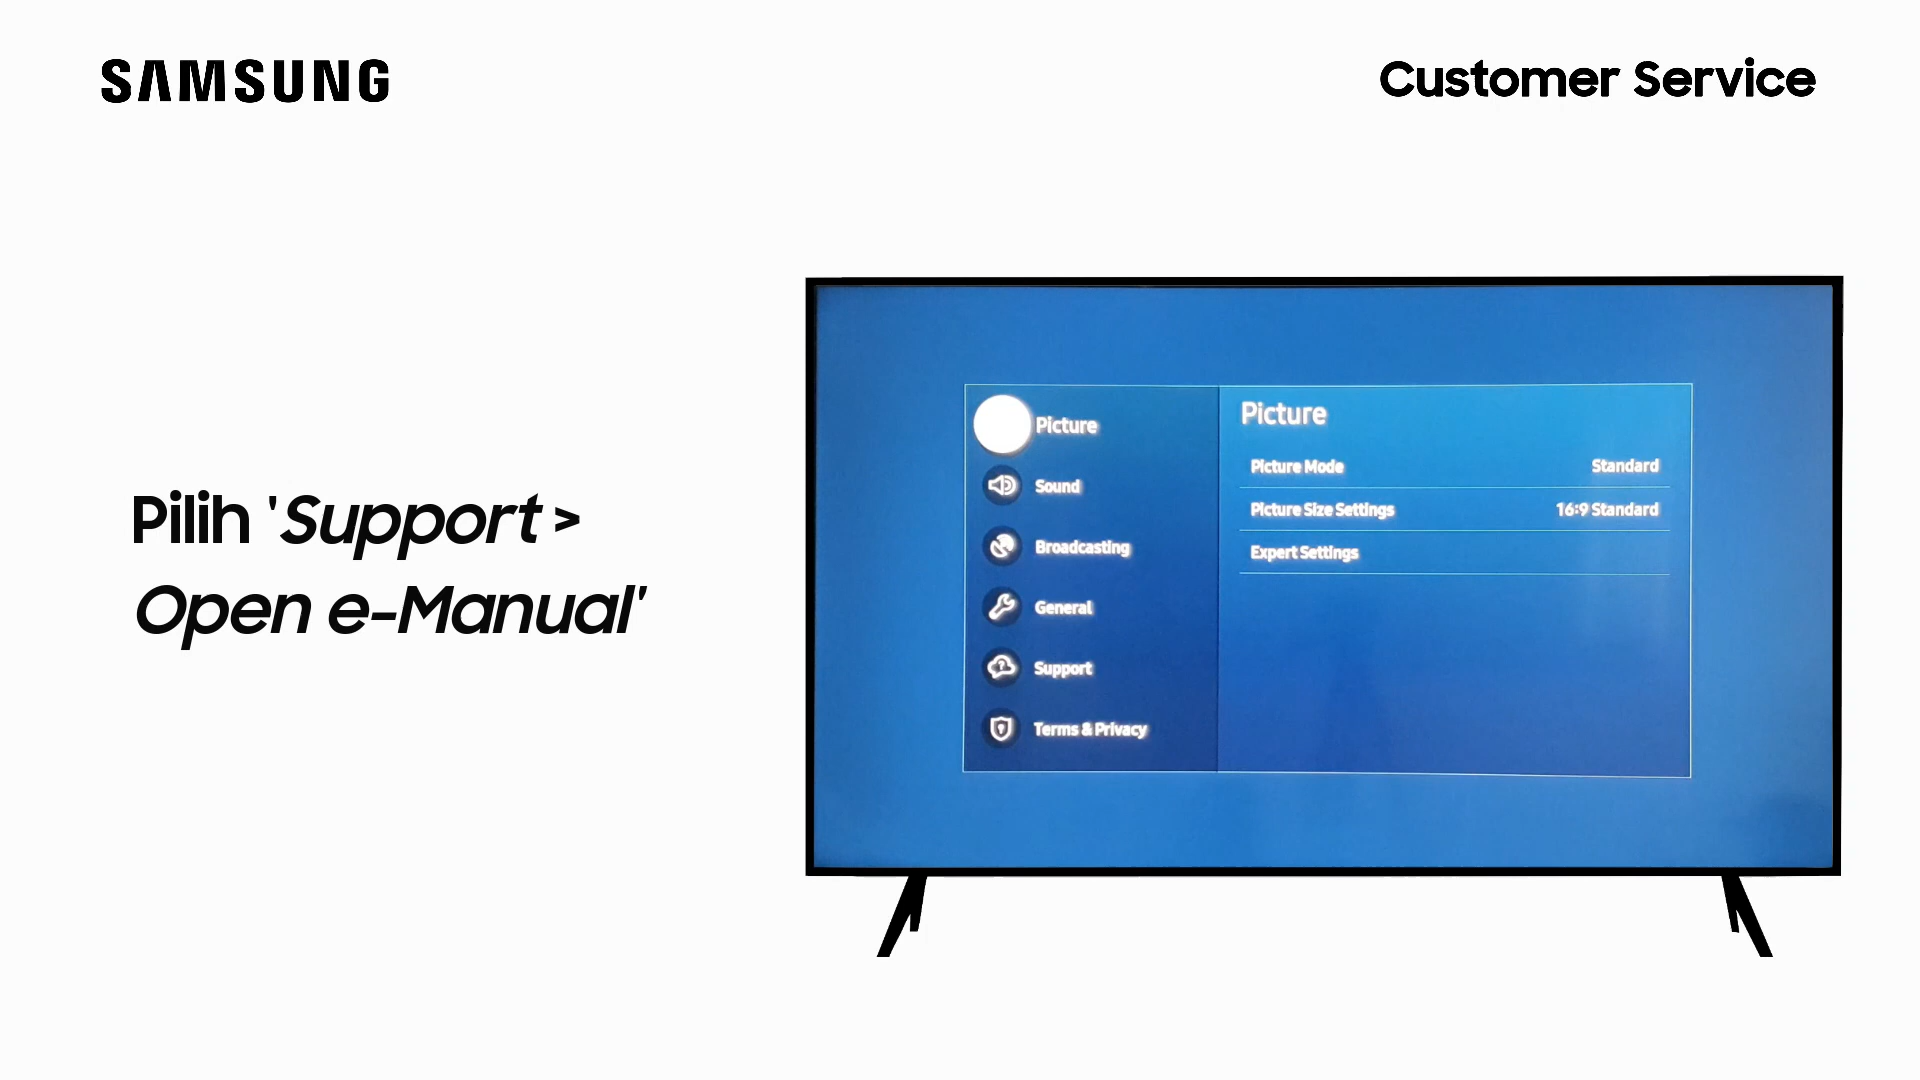 SAMSUNG
Customer Service
Pilih 'Support >
Open e-Manual'
Picture
Sound
Broadcasting
General
Support
Terms & Privacy
Picture
Picture Mode Standard
Picture Size Settings 16:9 Standard
Expert Settings